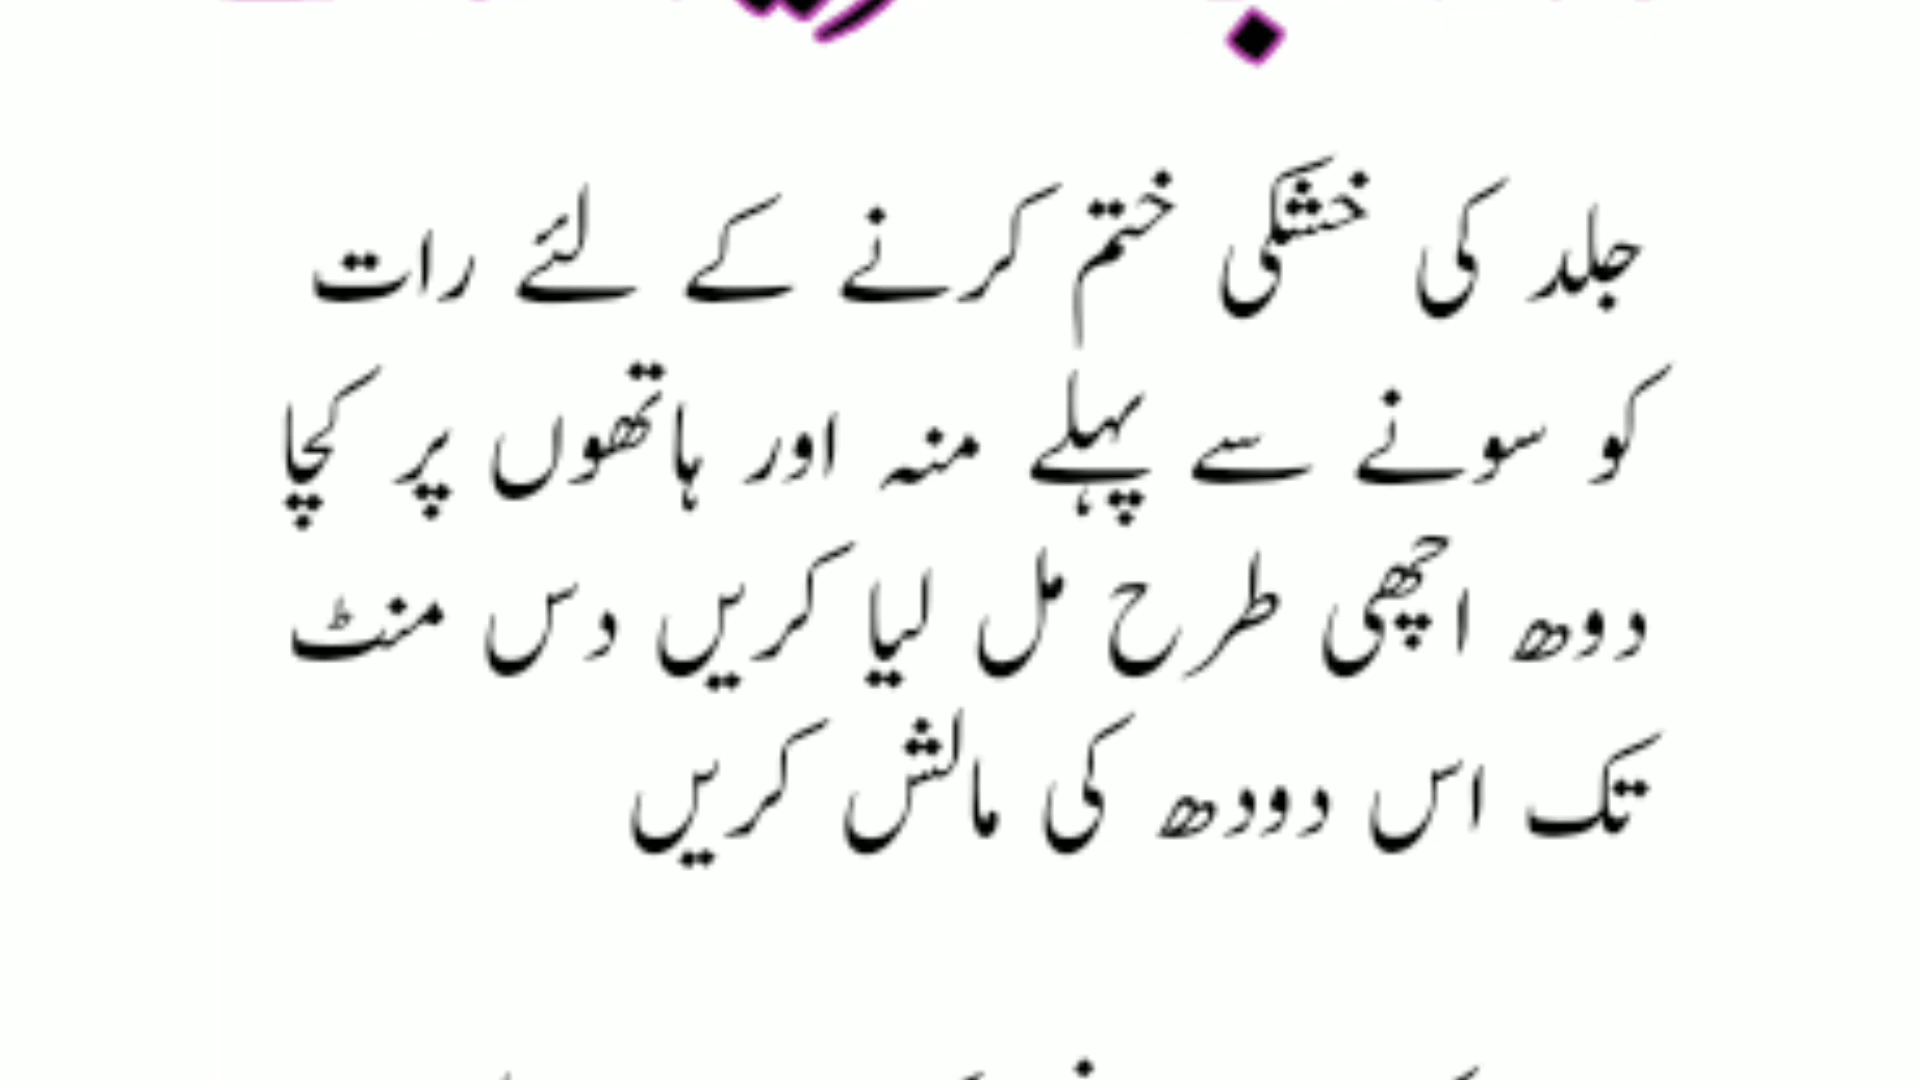 جلد کی خشکی ختم کرنے کے لئے رات
کو سونے سے پہلے منہ اور ہاتھوں پر کچا
دودھ اچھی طرح مل لیا کریں دس منٹ
تک اس دودھ کی مالش کریں